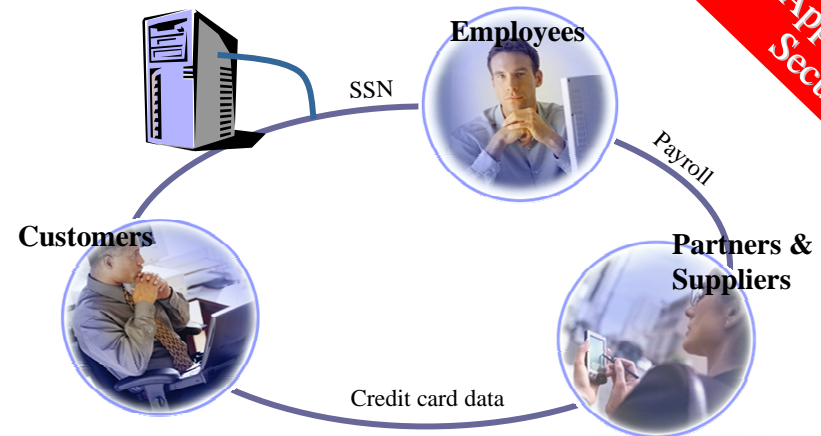 Employees
SSN
Payroll
Customers
Partners &
Suppliers
Credit card data